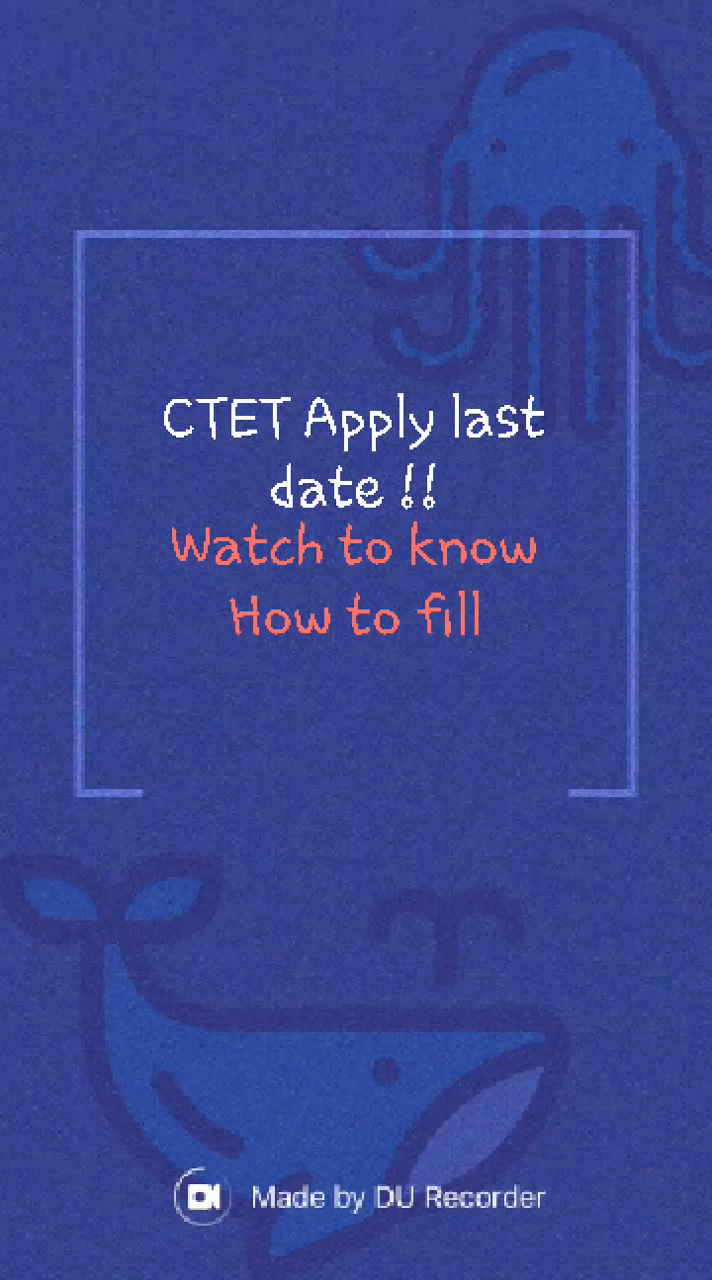 CTET Apply last
date !!
Watch to know
How to fill
Made by DU Recorder